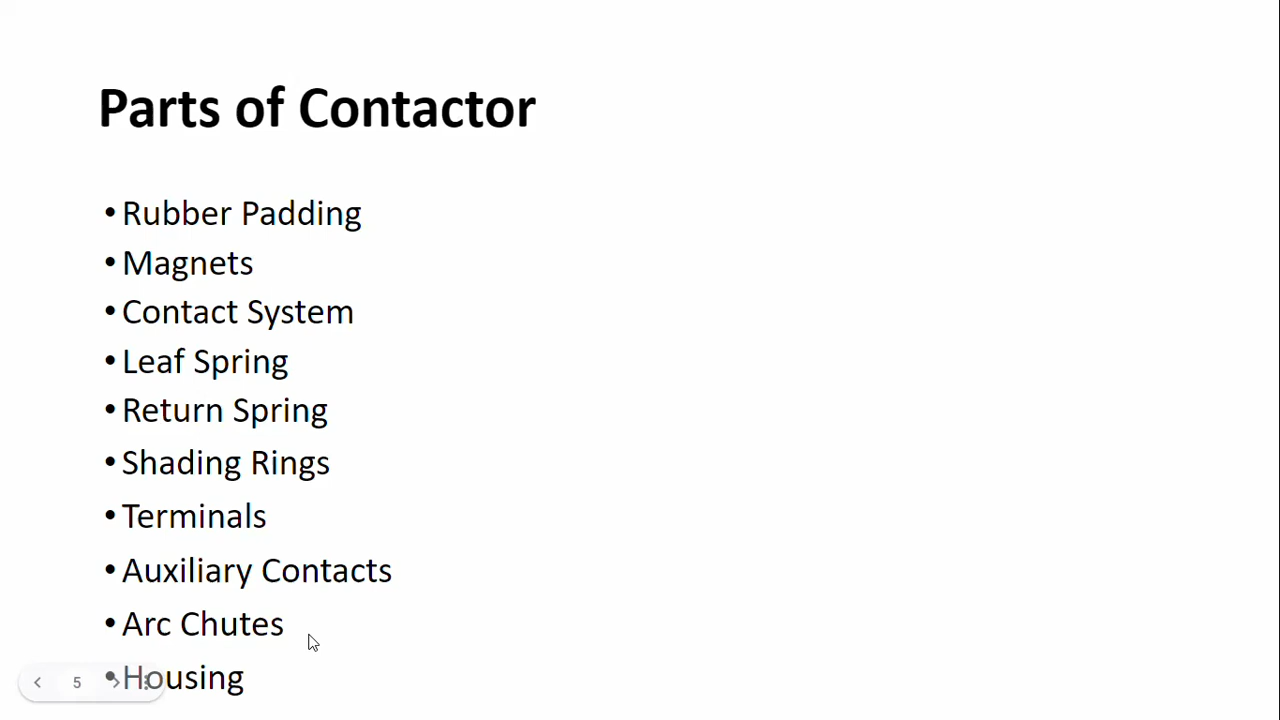 Parts of Contactor
• Rubber Padding
• Magnets
• Contact System
• Leaf Spring
• Return Spring
• Shading Rings
• Terminals
• Auxiliary Contacts
• Arc Chutes
• Housing
5